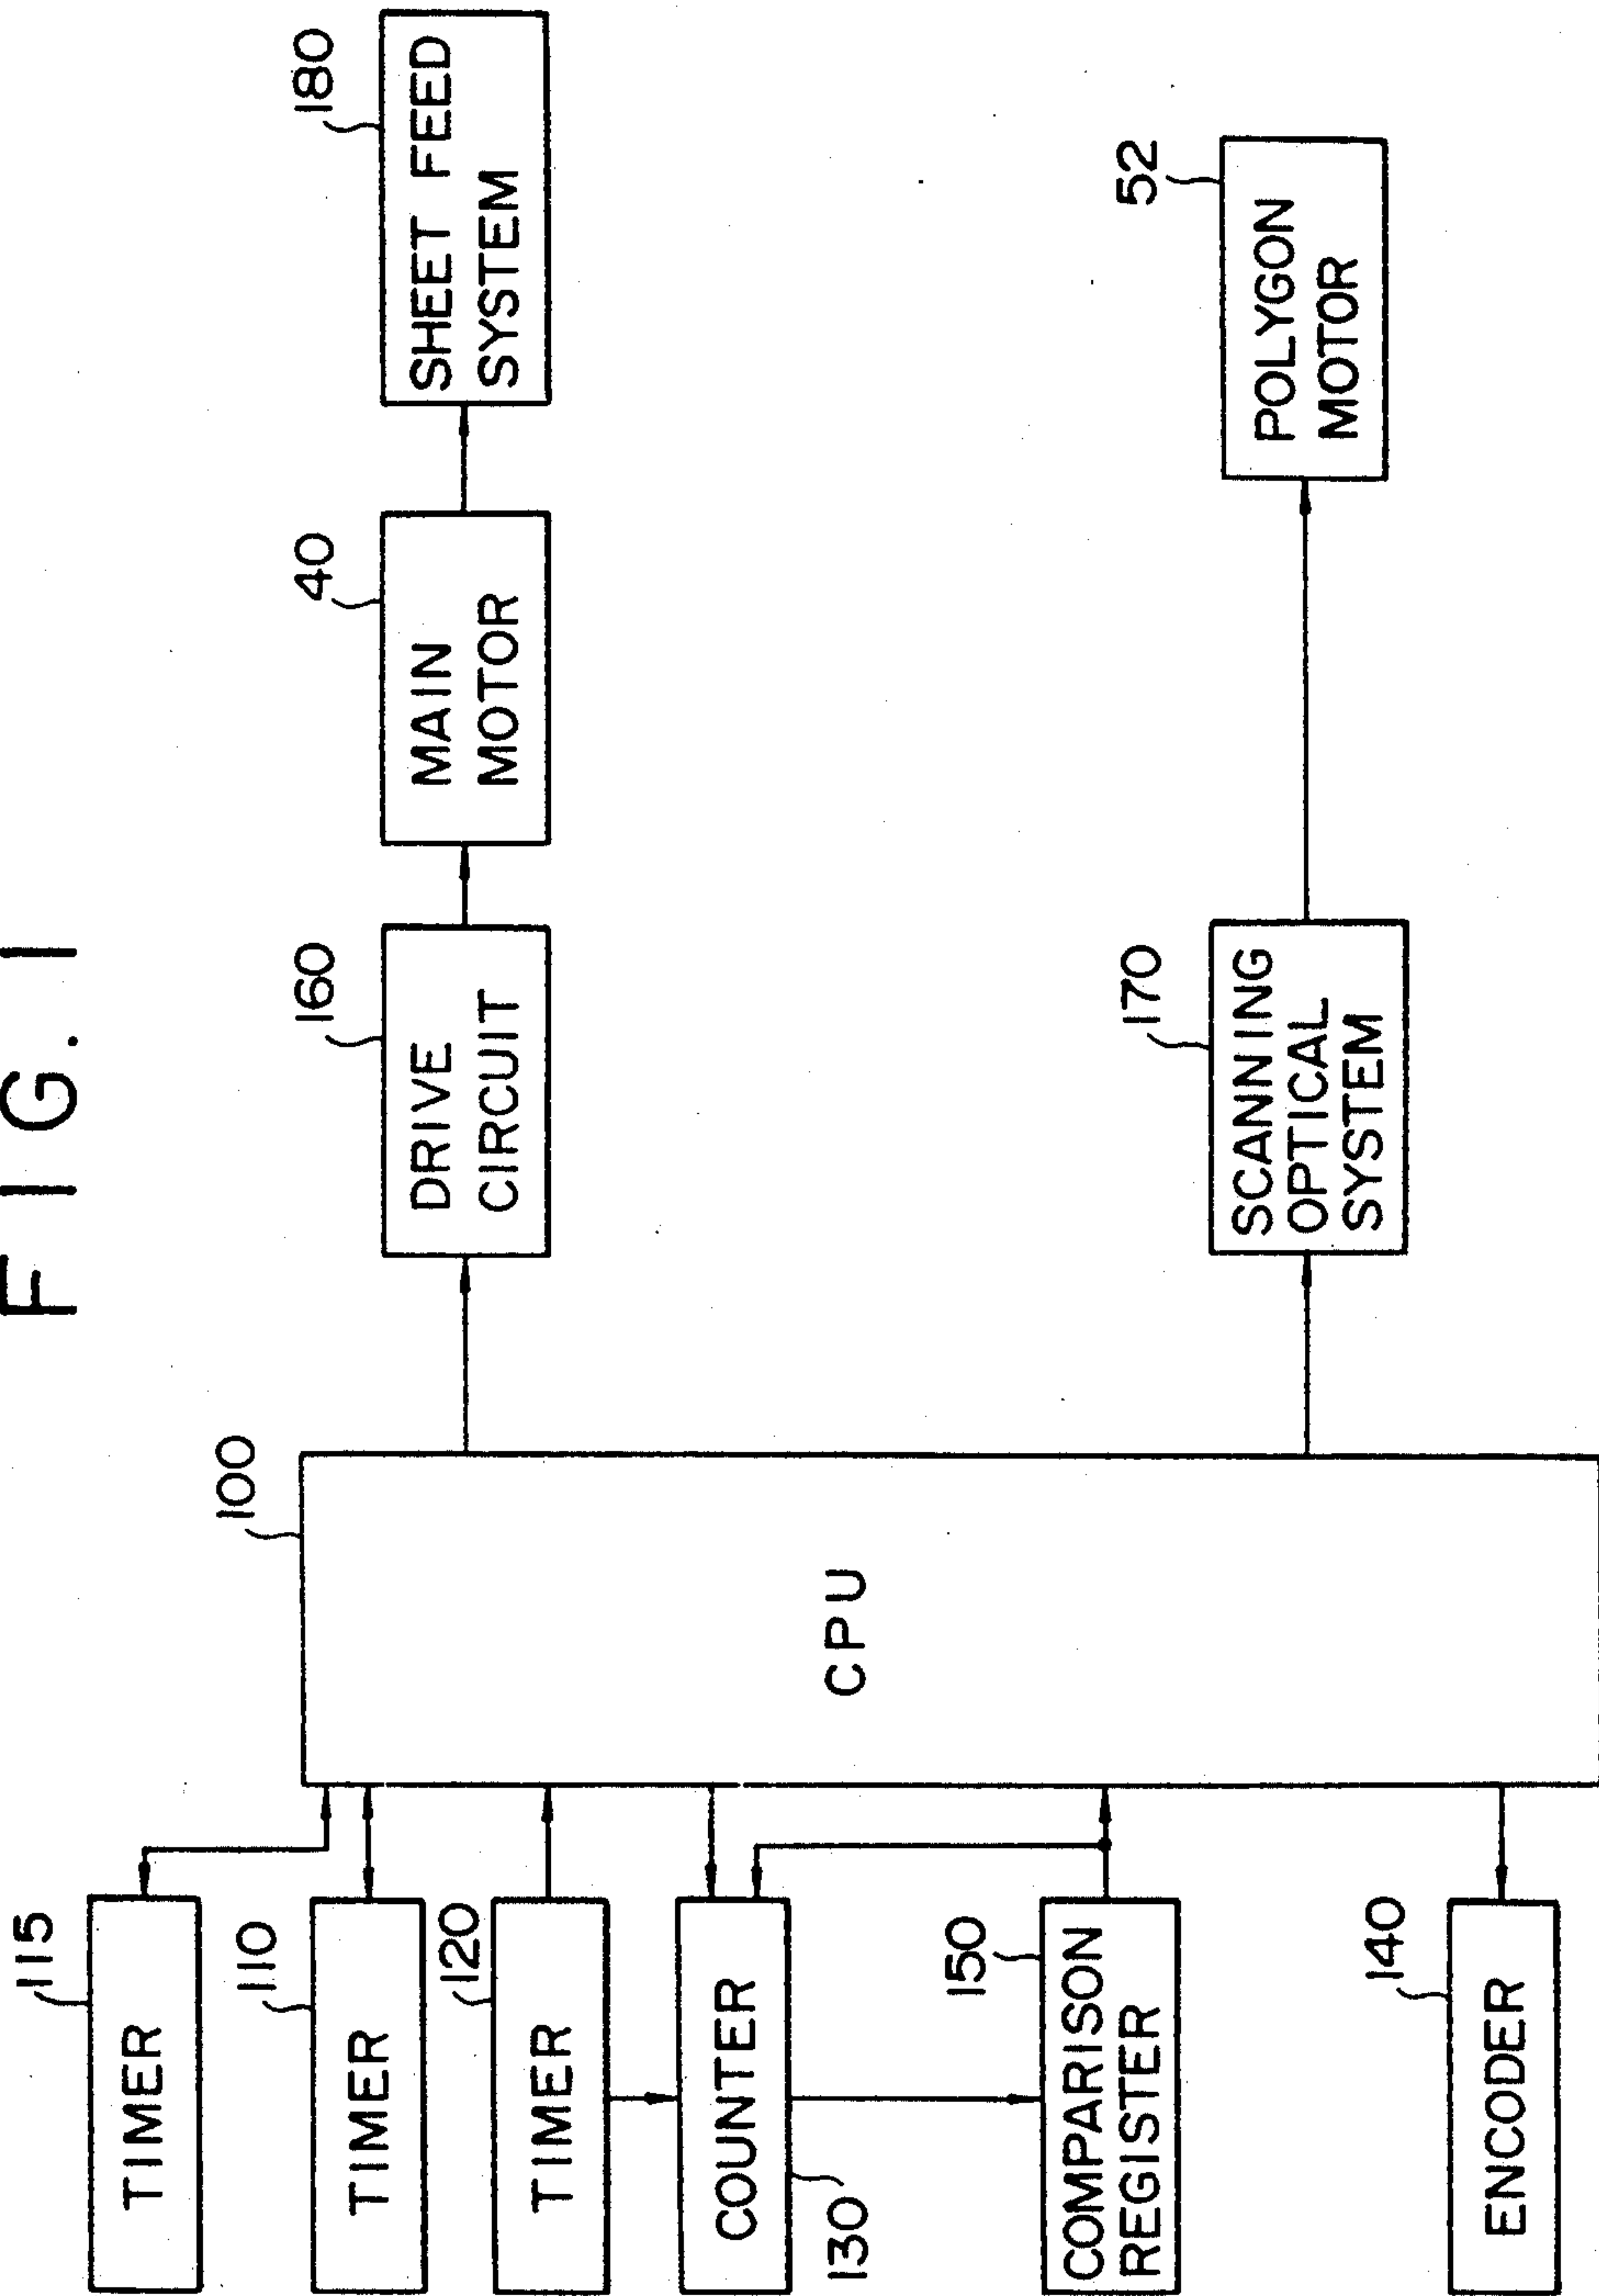 FIG. 1
115
TIMER
110
TIMER
120
TIMER
COUNTER
130
150
COMPARISON
REGISTER
140
ENCODER
100
CPU
160
DRIVE
CIRCUIT
40
MAIN
MOTOR
180
SHEET FEED
SYSTEM
170
SCANNING
OPTICAL
SYSTEM
52
POLYGON
MOTOR